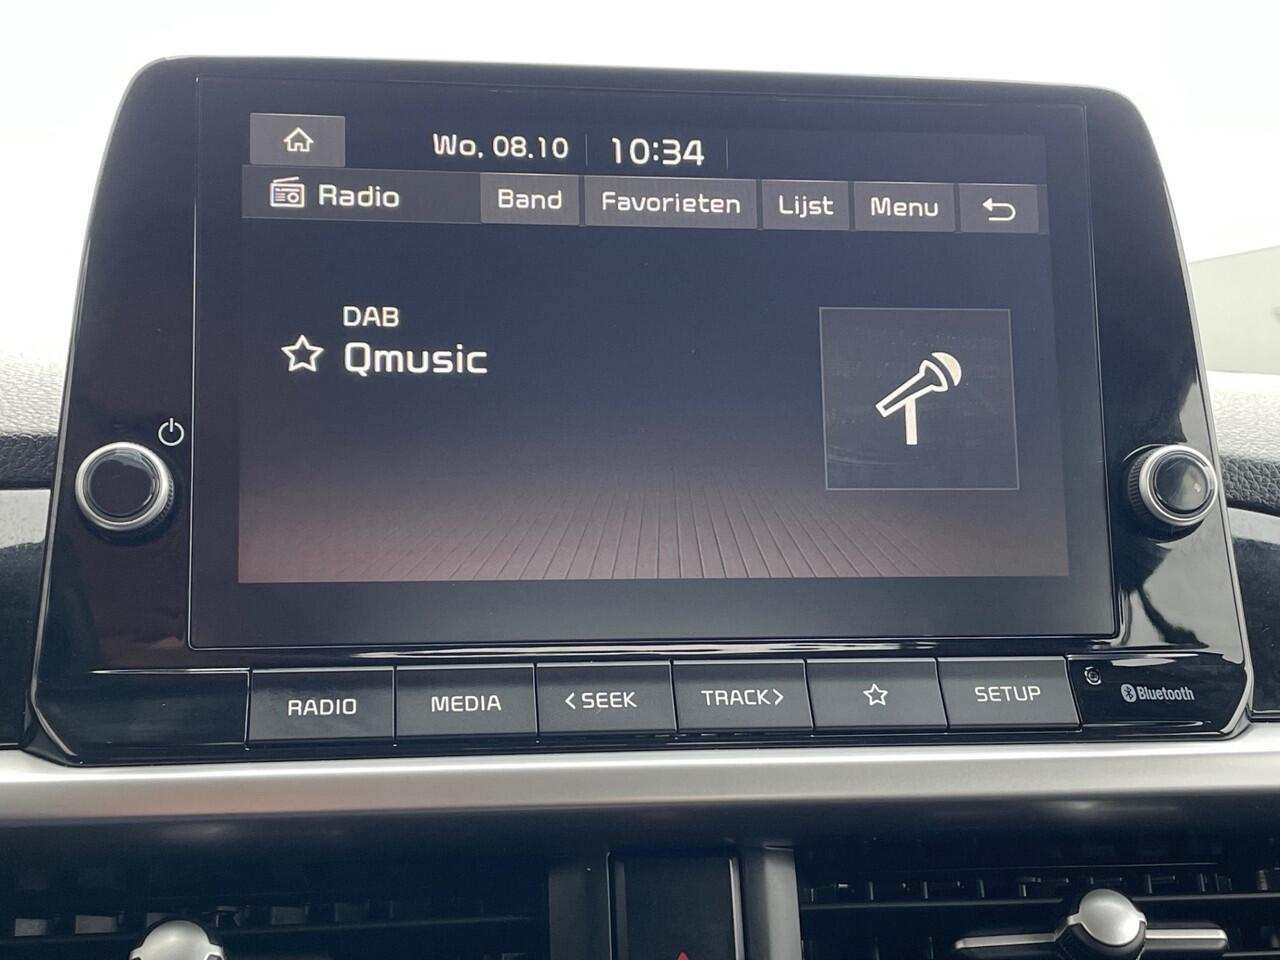 Wo, 08.10 10:34
Radio Band Favorieten Lijst Menu
DAB
Qmusic
RADIO MEDIA <SEEK TRACK> SETUP
Bluetooth